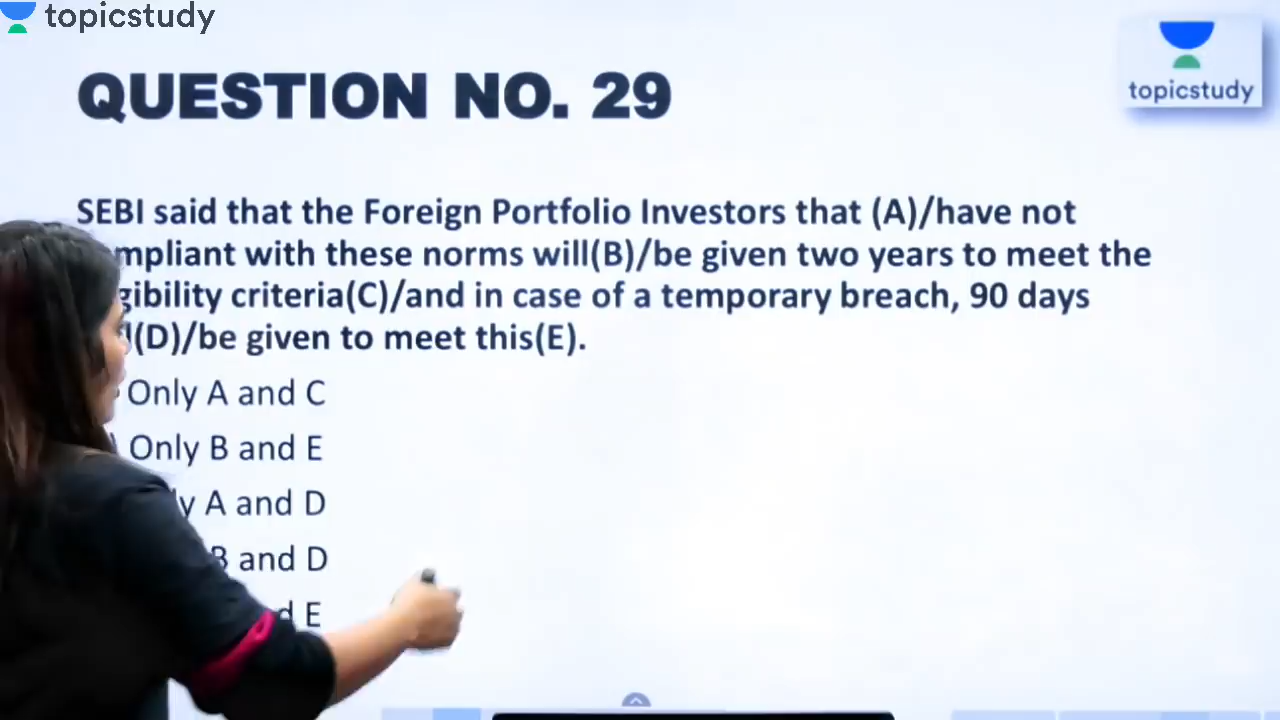 topicstudy
topicstudy
QUESTION NO. 29
SEBI said that the Foreign Portfolio Investors that (A)/have not
with these norms will(B)/be given two years to meet the
criteria(C)/and in case of a temporary breach, 90 days
(D)/be given to meet this(E).
Only A and C
Only B and E
A and D
B and D
E